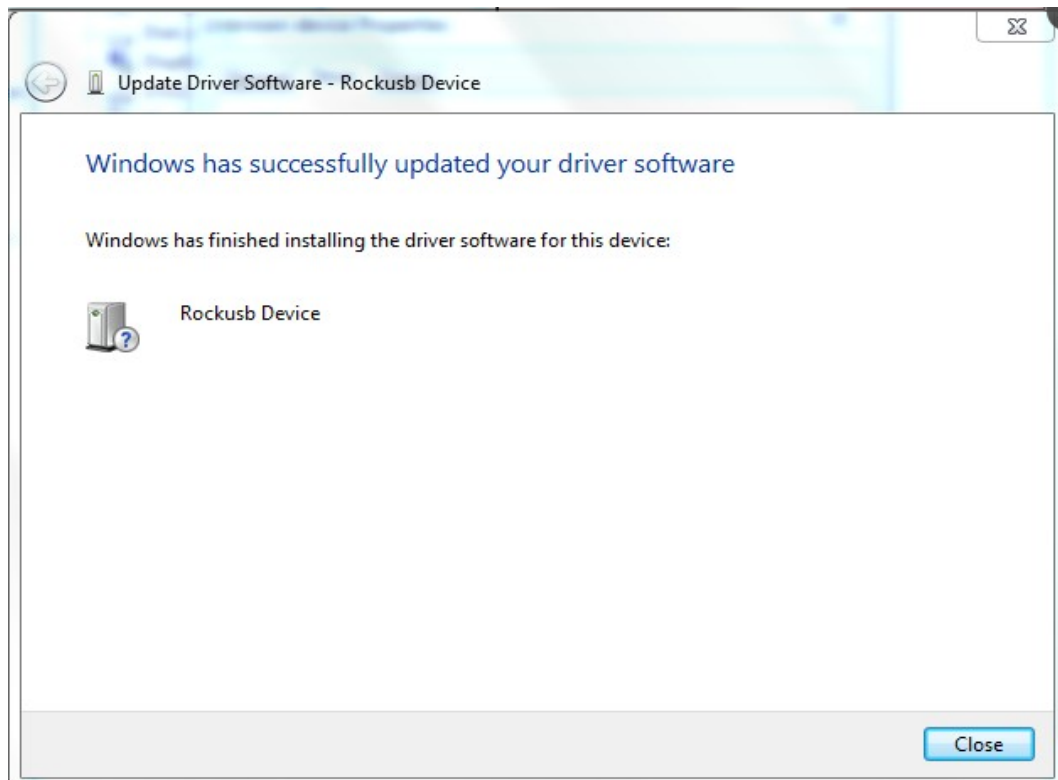 Update Driver Software - Rockusb Device
Windows has successfully updated your driver software
Windows has finished installing the driver software for this device:
Rockusb Device
Close